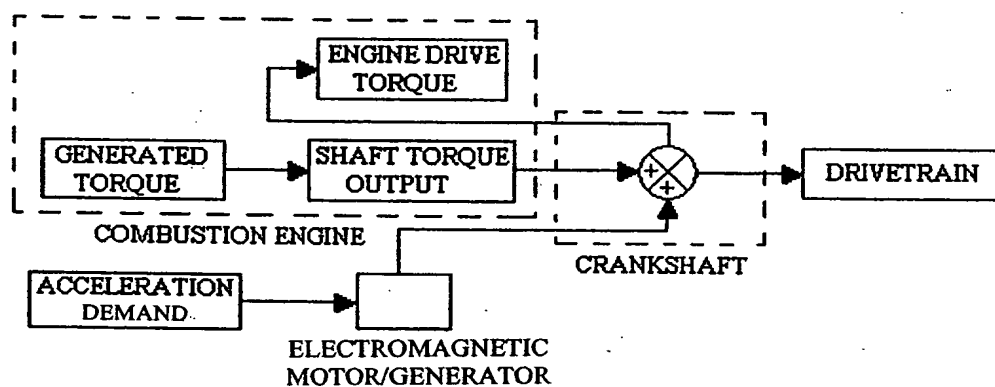 ENGINE DRIVE
TORQUE
GENERATED
TORQUE
SHAFT TORQUE
OUTPUT
+
+
DRIVETRAIN
COMBUSTION ENGINE
CRANKSHAFT
ACCELERATION
DEMAND
ELECTROMAGNETIC
MOTOR/GENERATOR